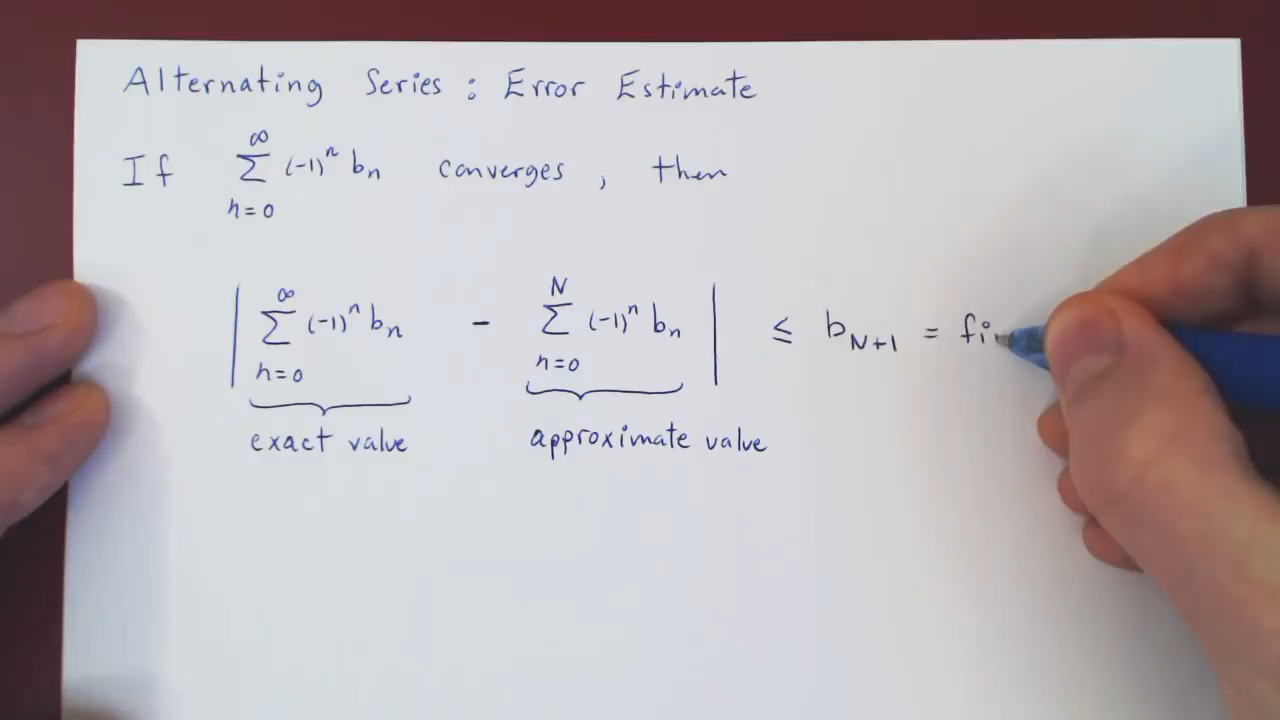 Alternating Series : Error Estimate
If ∞ Σ n=0 (-1)^n b_n converges , then
| ∞ Σ n=0 (-1)^n b_n - N Σ n=0 (-1)^n b_n | ≤ b_{N+1} = fi
exact value approximate value